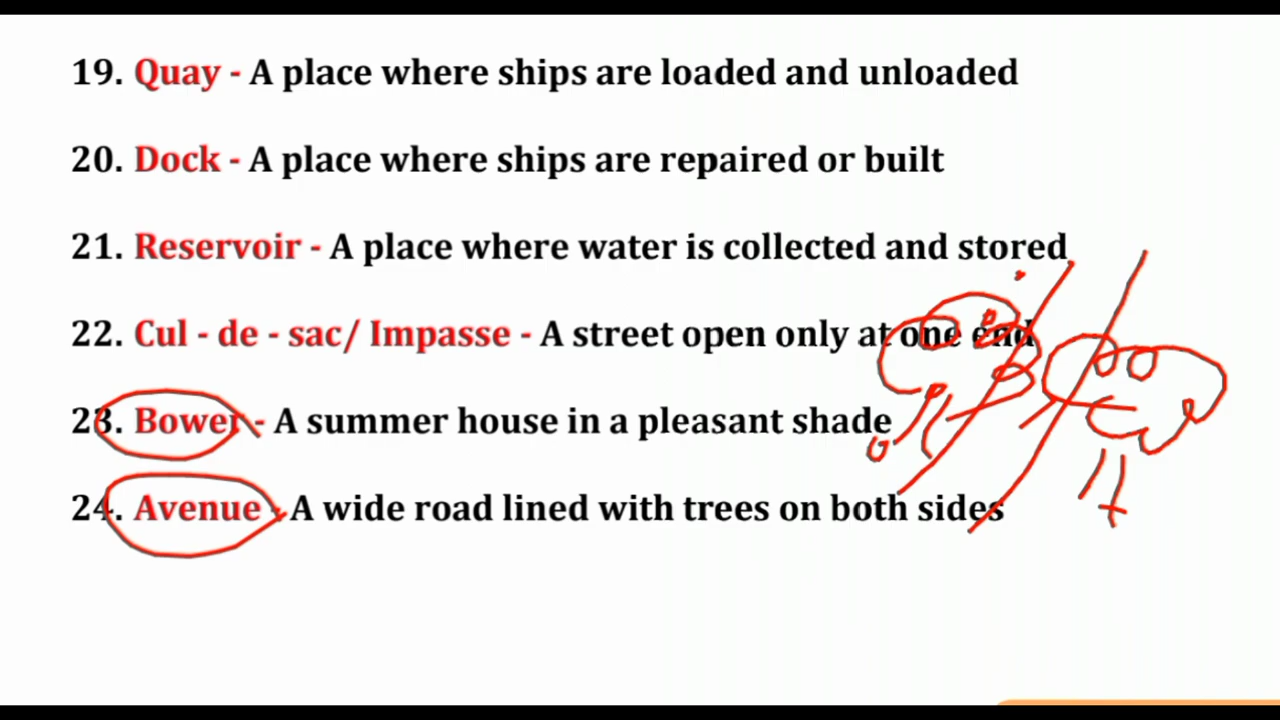 19. Quay - A place where ships are loaded and unloaded
20. Dock - A place where ships are repaired or built
21. Reservoir - A place where water is collected and stored
22. Cul - de - sac/ Impasse - A street open only at one end
23. Bower - A summer house in a pleasant shade
24. Avenue - A wide road lined with trees on both sides